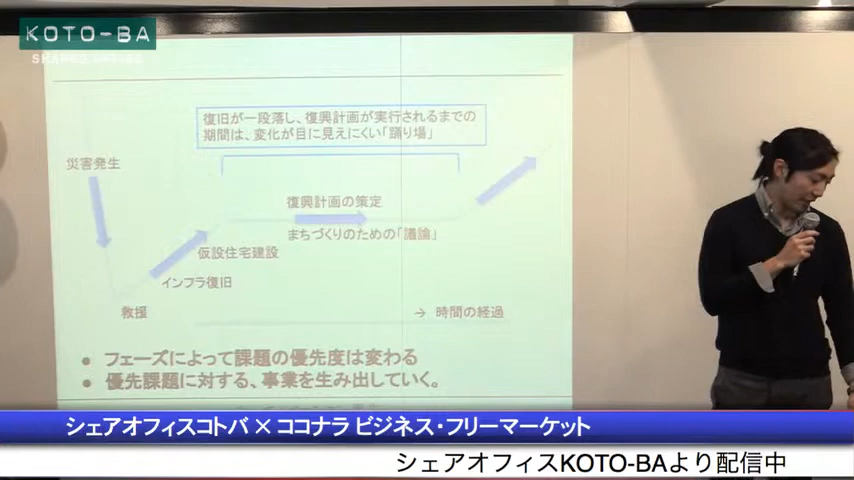 KOTO-BA
SHARED OFFICE
復旧が一段落し、復興計画が実行されるまでの
期間は、変化が目に見えにくい「踊り場」
災害発生
復興計画の策定
まちづくりのための「議論」
仮設住宅建設
インフラ復旧
救援
→ 時間の経過
● フェーズによって課題の優先度は変わる
● 優先課題に対する、事業を生み出していく。
シェアオフィスコトバ × ココナラ ビジネス・フリーマーケット
シェアオフィスKOTO-BAより配信中